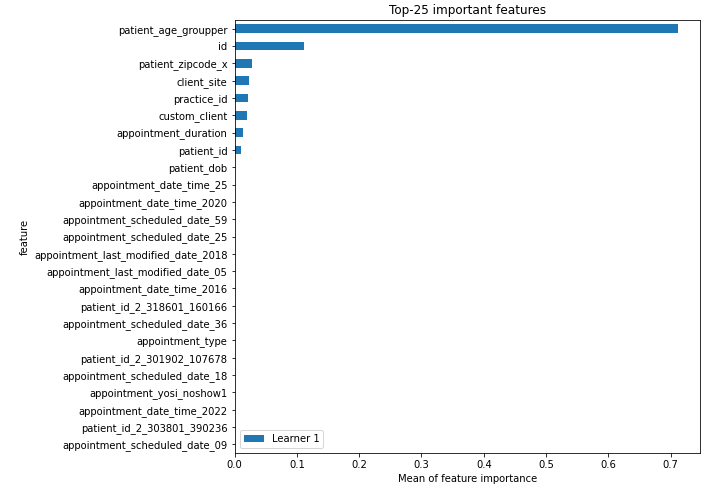 Top-25 important features
patient_age_groupper
id
patient_zipcode_x
client_site
practice_id
custom_client
appointment_duration
patient_id
patient_dob
appointment_date_time_25
appointment_date_time_2020
appointment_scheduled_date_59
appointment_scheduled_date_25
appointment_last_modified_date_2018
appointment_last_modified_date_05
appointment_date_time_2016
patient_id_2_318601_160166
appointment_scheduled_date_36
appointment_type
patient_id_2_301902_107678
appointment_scheduled_date_18
appointment_yosi_noshow1
appointment_date_time_2022
patient_id_2_303801_390236
appointment_scheduled_date_09
feature
Learner 1
0.0 0.1 0.2 0.3 0.4 0.5 0.6 0.7
Mean of feature importance